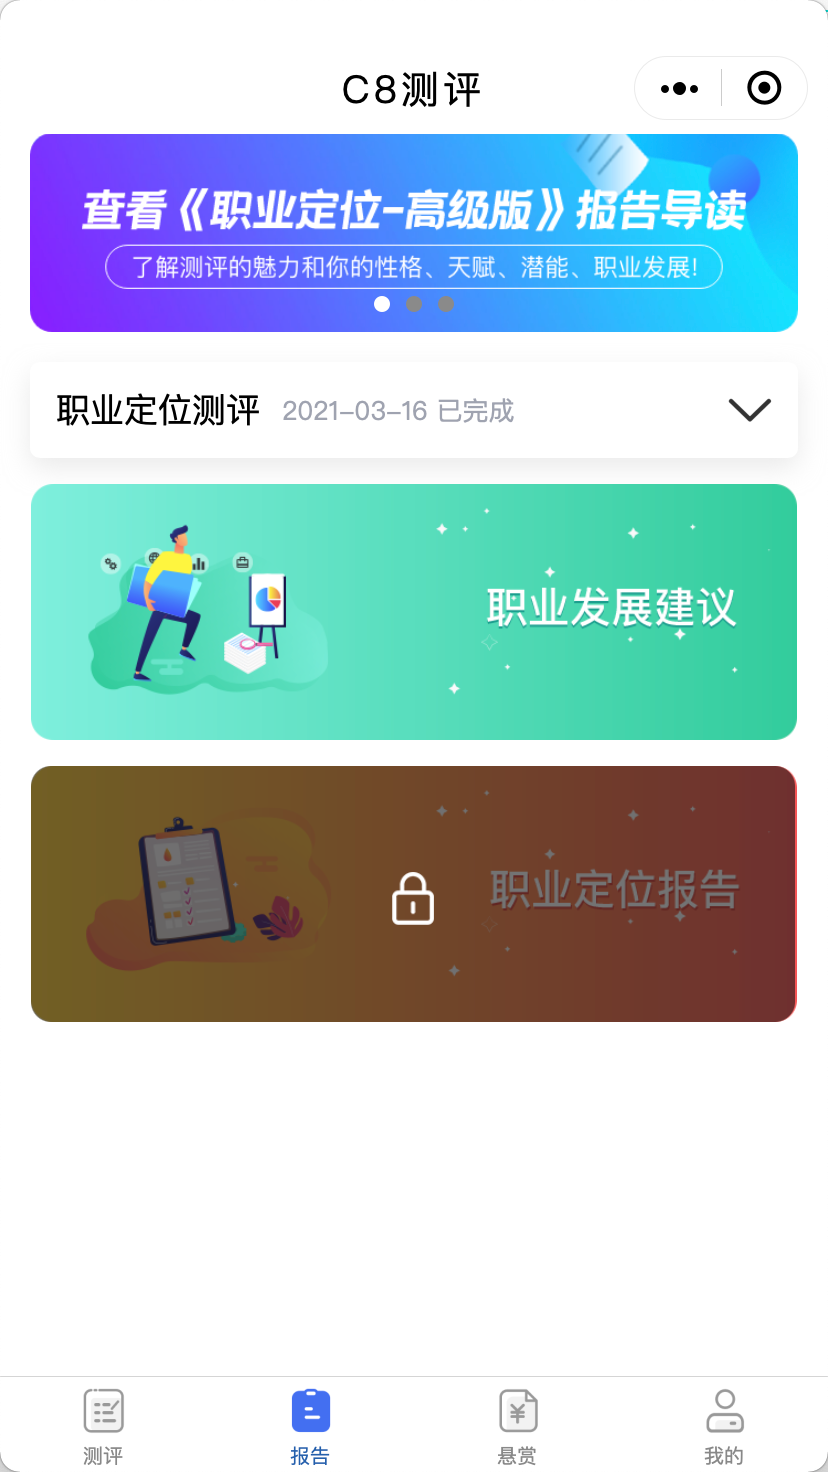 C8测评
查看《职业定位-高级版》报告导读
了解测评的魅力和你的性格、天赋、潜能、职业发展!
职业定位测评 2021-03-16 已完成
职业发展建议
职业定位报告
测评 报告 悬赏 我的